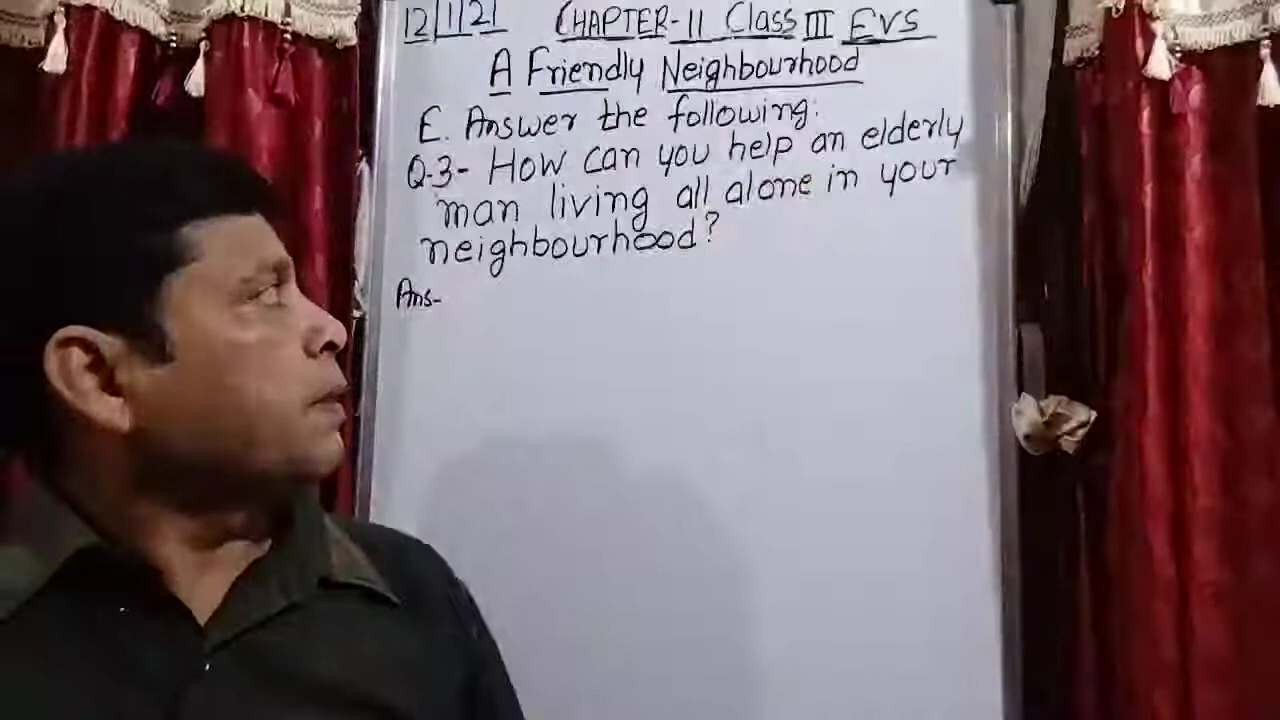 12/1/21 CHAPTER-11 Class III EVS
A Friendly Neighbourhood
E. Answer the following:
Q.3- How can you help an elderly
man living all alone in your
neighbourhood?
Ans-